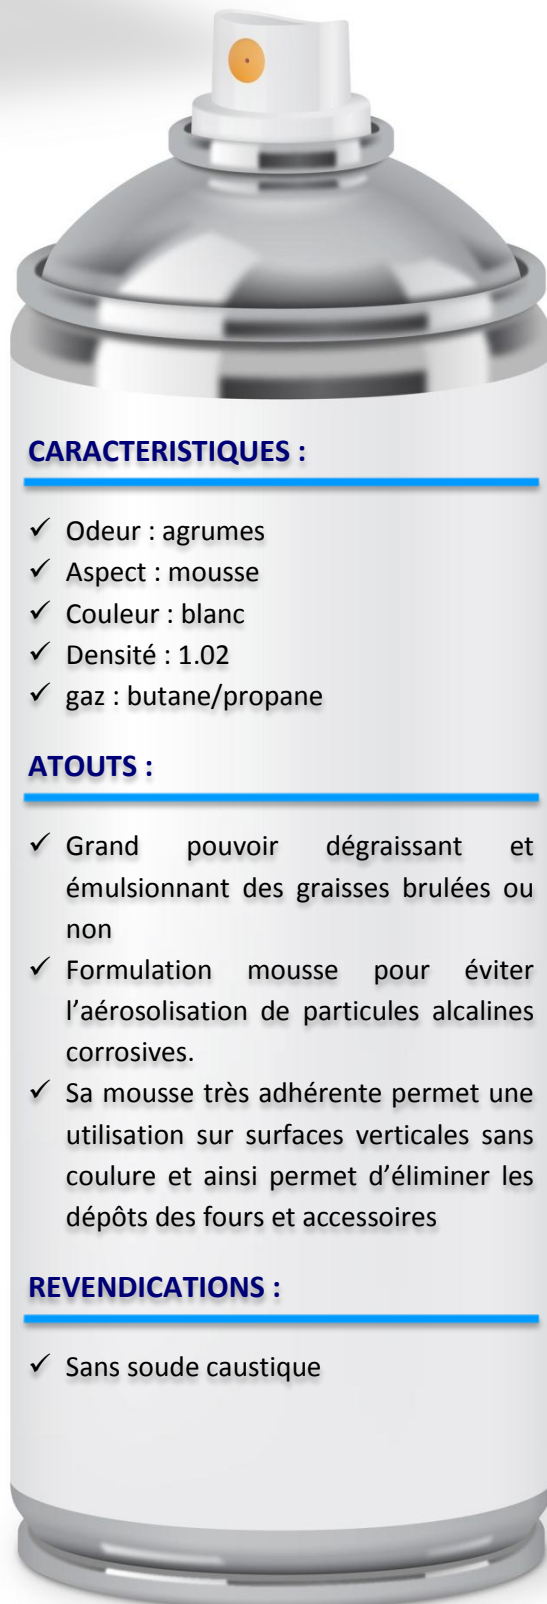 CARACTERISTIQUES :
✓ Odeur : agrumes
✓ Aspect : mousse
✓ Couleur : blanc
✓ Densité : 1.02
✓ gaz : butane/propane
ATOUTS :
✓ Grand pouvoir dégraissant et
émulsionnant des graisses brulées ou
non
✓ Formulation mousse pour éviter
l’aérosolisation de particules alcalines
corrosives.
✓ Sa mousse très adhérente permet une
utilisation sur surfaces verticales sans
coulure et ainsi permet d’éliminer les
dépôts des fours et accessoires
REVENDICATIONS :
✓ Sans soude caustique